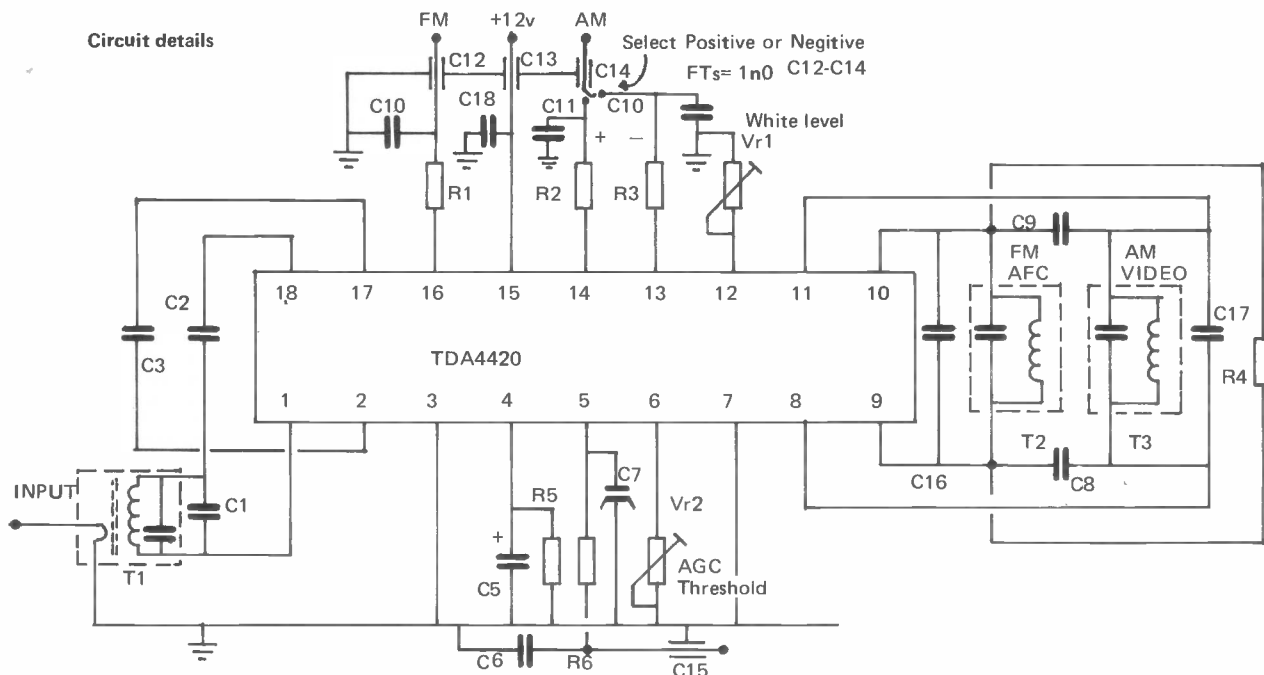 FM +12v AM
Circuit details
Select Positive or Negitive
C12 C13 C14 FTs= 1n0 C12-C14
C10 C18 C11 C10
White level
+ − Vr1
R1 R2 R3
C9
FM AM
AFC VIDEO
18 17 16 15 14 13 12 11 10
C2 C17
C3 TDA4420 R4
1 2 3 4 5 6 7 8 9
T2 T3
INPUT C1 C7 C16 C8
R5 Vr2
+
T1 C5 AGC
Threshold
C6 R6 C15